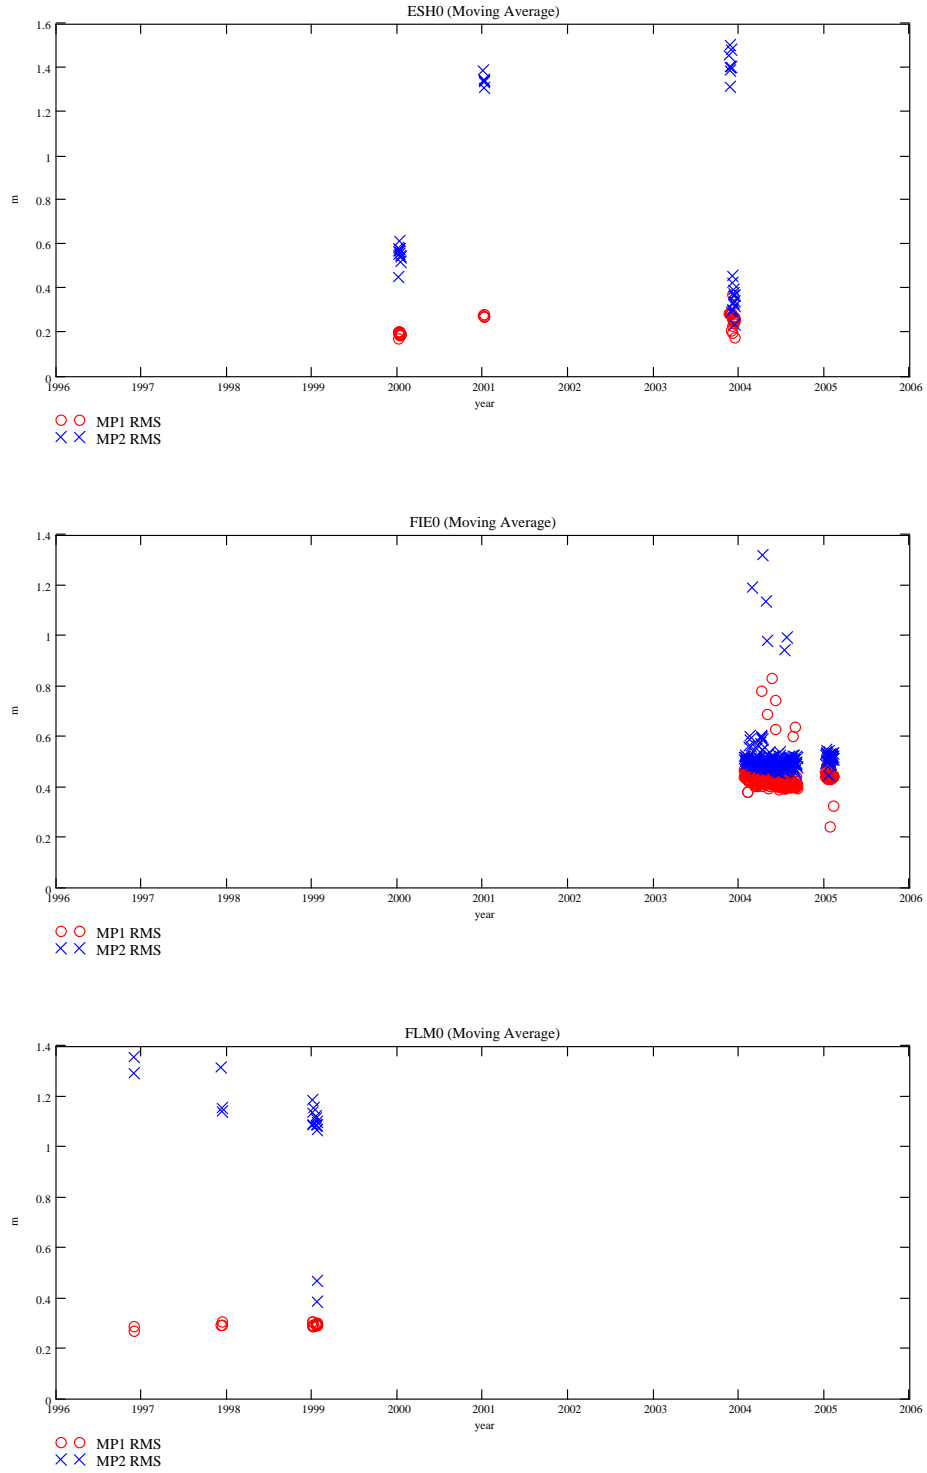 ESH0 (Moving Average)
1.6
1.4
1.2
1
0.8
m
0.6
0.4
0.2
0
1996 1997 1998 1999 2000 2001 2002 2003 2004 2005 2006
year
MP1 RMS
MP2 RMS
FIE0 (Moving Average)
1.4
1.2
1
0.8
m
0.6
0.4
0.2
0
1996 1997 1998 1999 2000 2001 2002 2003 2004 2005 2006
year
MP1 RMS
MP2 RMS
FLM0 (Moving Average)
1.4
1.2
1
0.8
m
0.6
0.4
0.2
0
1996 1997 1998 1999 2000 2001 2002 2003 2004 2005 2006
year
MP1 RMS
MP2 RMS